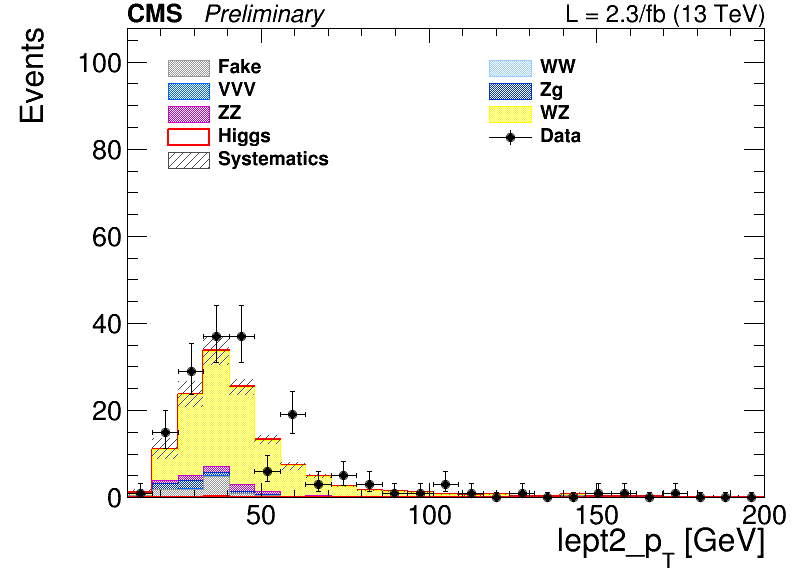 CMS Preliminary L = 2.3/fb (13 TeV)
Events
100
80
60
40
20
0
Fake
VVV
ZZ
Higgs
Systematics
WW
Zg
WZ
Data
50 100 150 200
lept2_p_T [GeV]